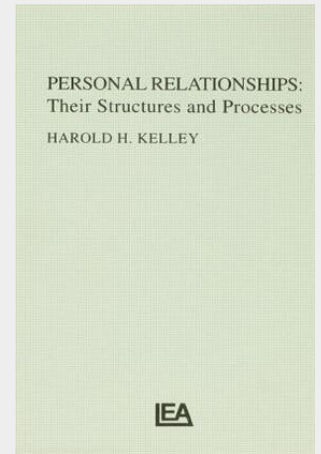 PERSONAL RELATIONSHIPS:
Their Structures and Processes
HAROLD H. KELLEY
LEA